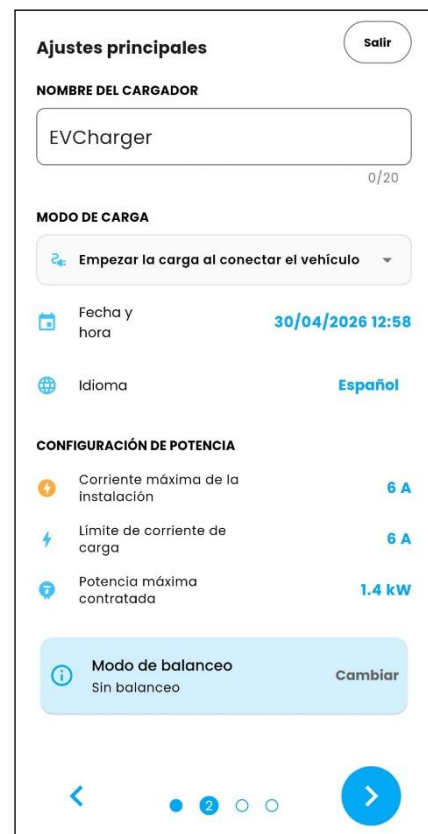 Ajustes principales
Salir
NOMBRE DEL CARGADOR
EVCharger
0/20
MODO DE CARGA
Empezar la carga al conectar el vehículo
Fecha y
hora
30/04/2026 12:58
Idioma
Español
CONFIGURACIÓN DE POTENCIA
Corriente máxima de la
instalación
6 A
Límite de corriente de
carga
6 A
Potencia máxima
contratada
1.4 kW
Modo de balanceo
Sin balanceo
Cambiar
2